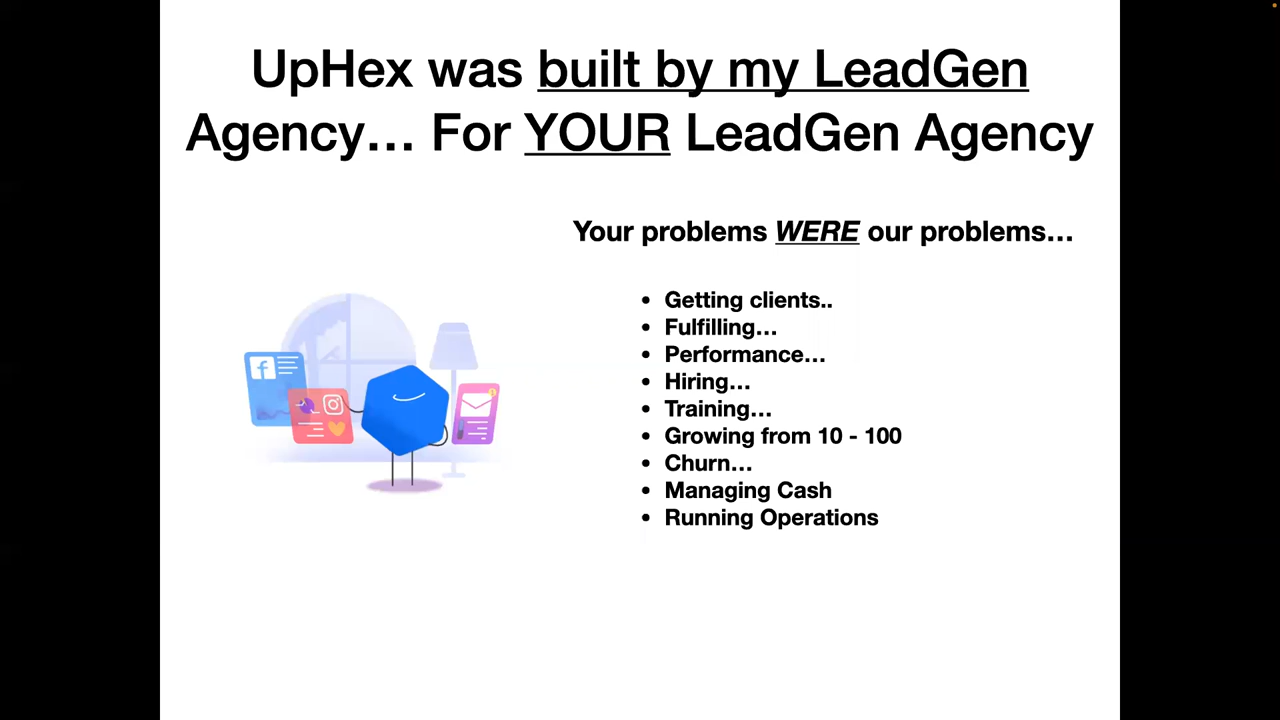 UpHex was built by my LeadGen
Agency… For YOUR LeadGen Agency
Your problems WERE our problems…
• Getting clients..
• Fulfilling…
• Performance…
• Hiring…
• Training…
• Growing from 10 - 100
• Churn…
• Managing Cash
• Running Operations